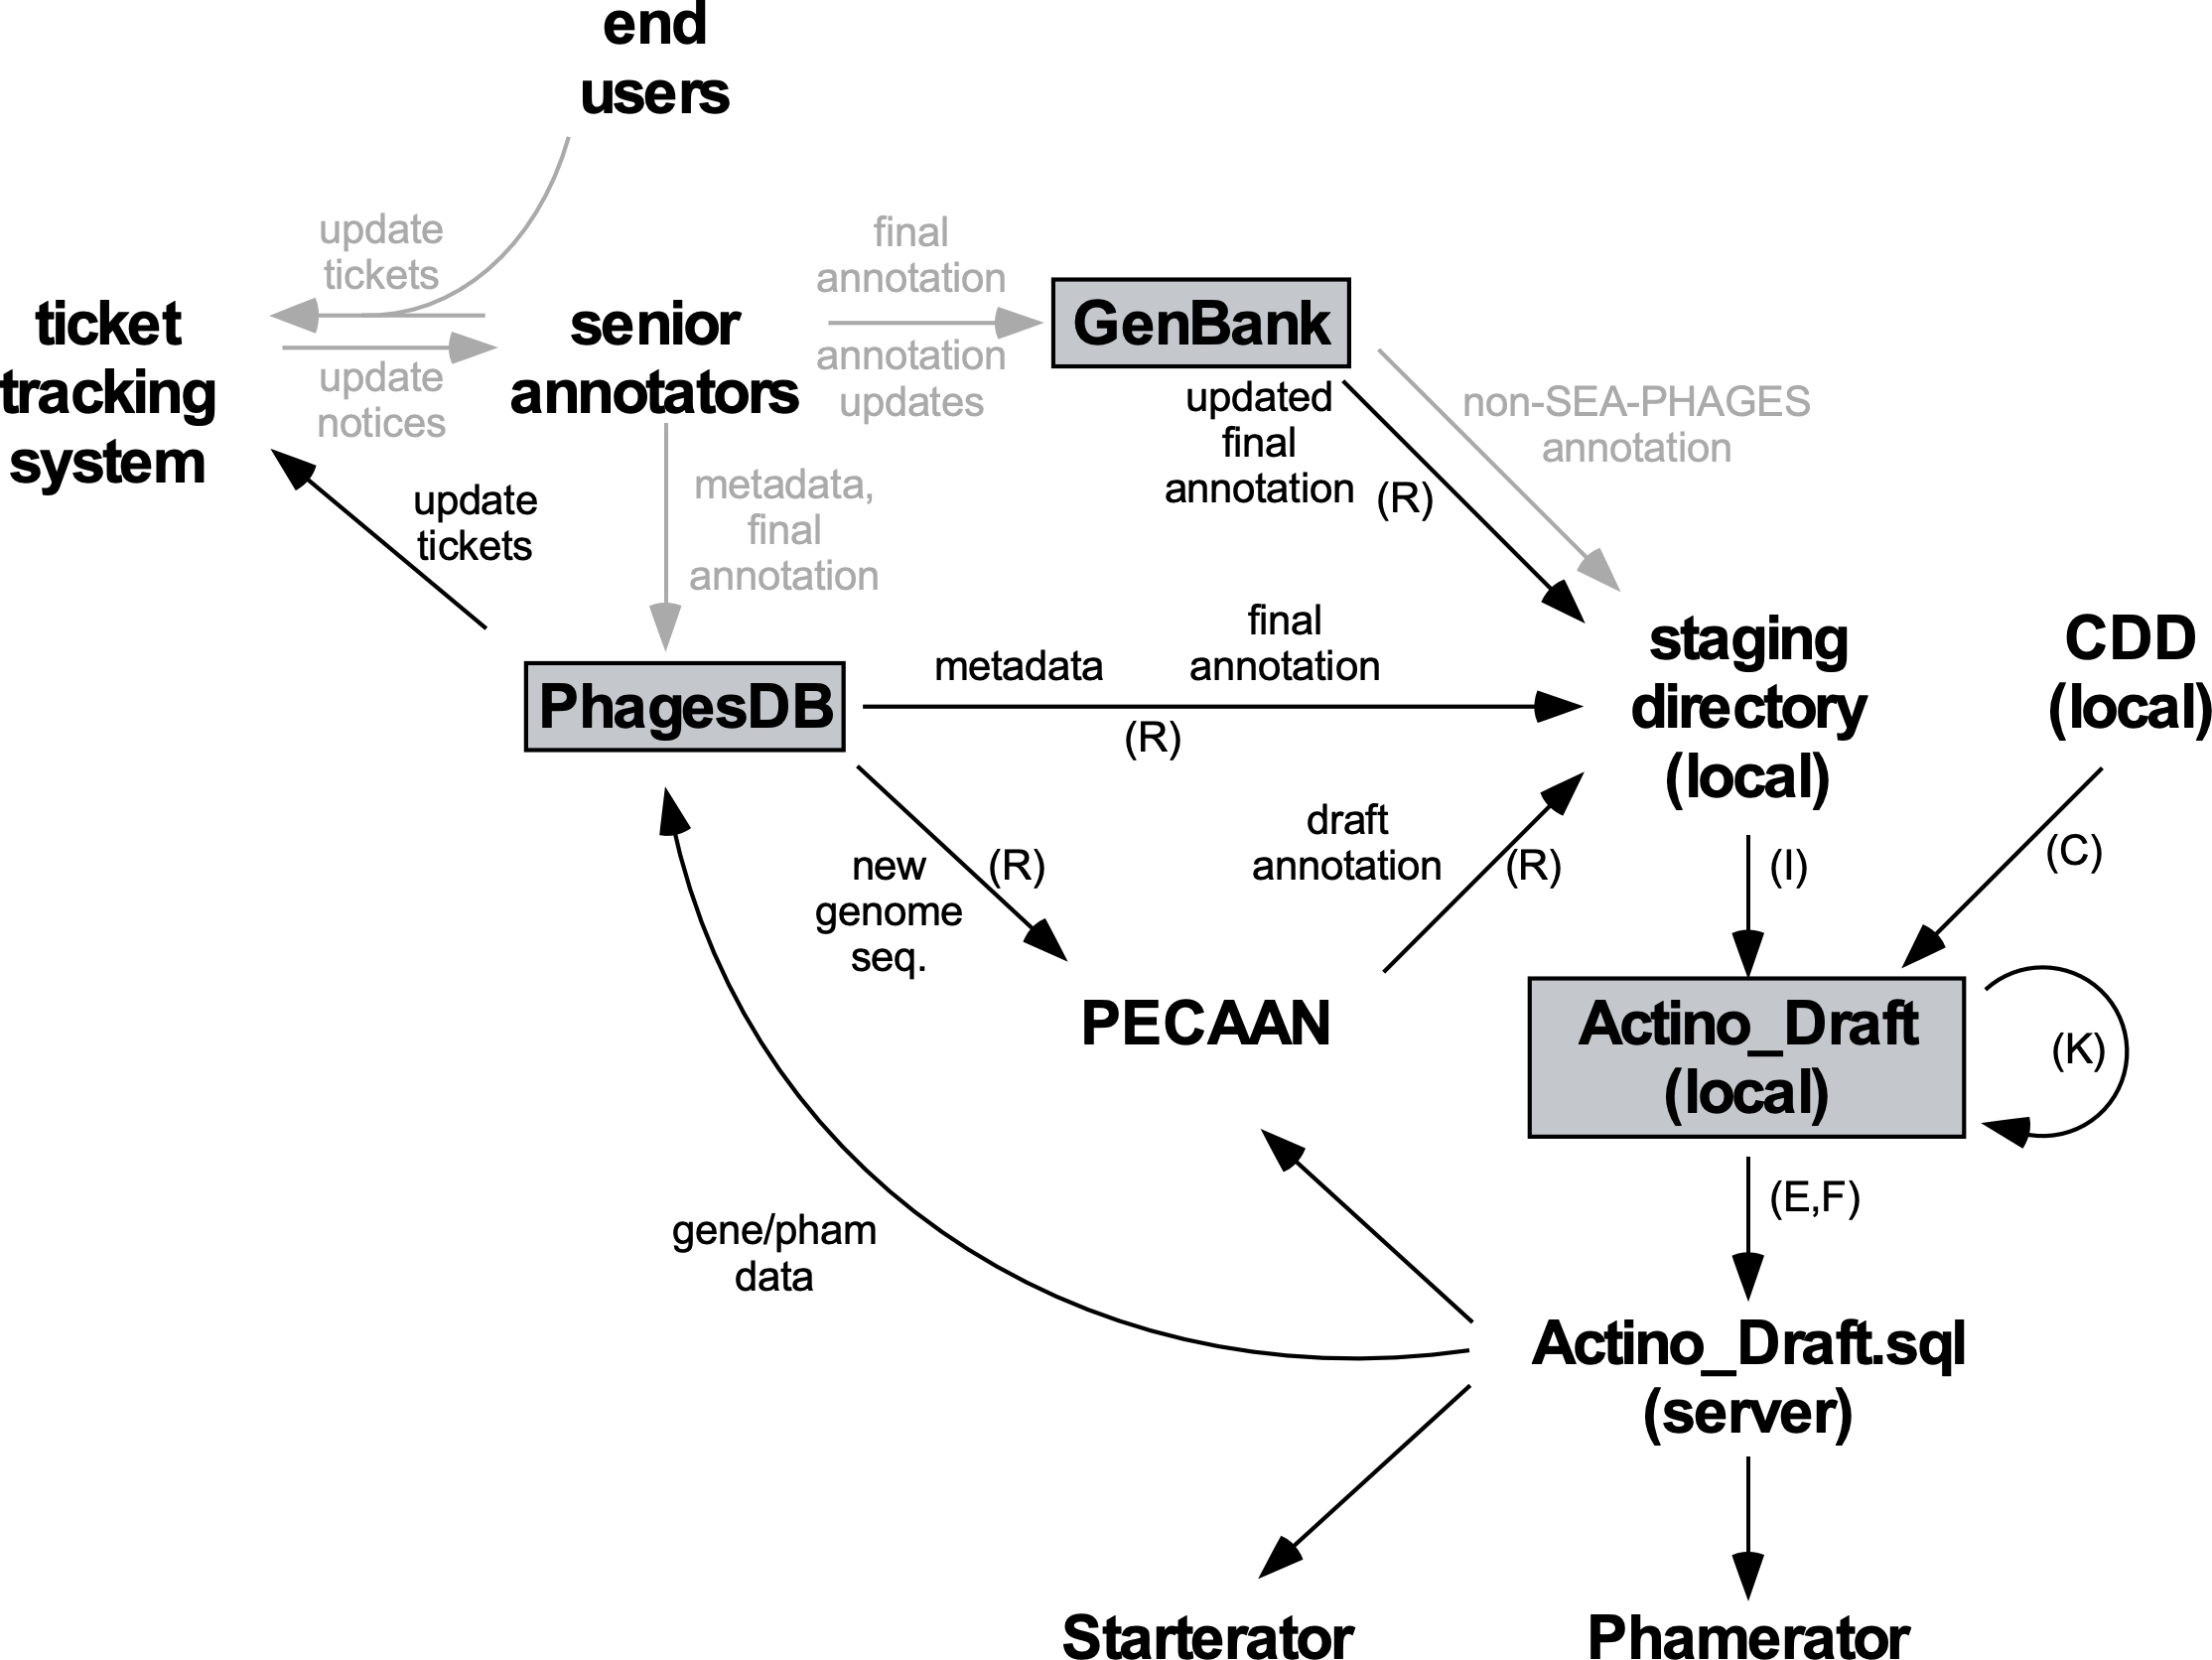 end
users
update
tickets
final
annotation
ticket
tracking
system
senior
annotators
GenBank
update
notices
annotation
updates
updated
final
annotation
(R)
non-SEA-PHAGES
annotation
update
tickets
metadata,
final
annotation
PhagesDB
metadata
final
annotation
(R)
staging
directory
(local)
CDD
(local)
new
genome
seq.
(R)
draft
annotation
(R)
(I)
(C)
PECAAN
Actino_Draft
(local)
(K)
(E,F)
gene/pham
data
Actino_Draft.sql
(server)
Starterator
Phamerator